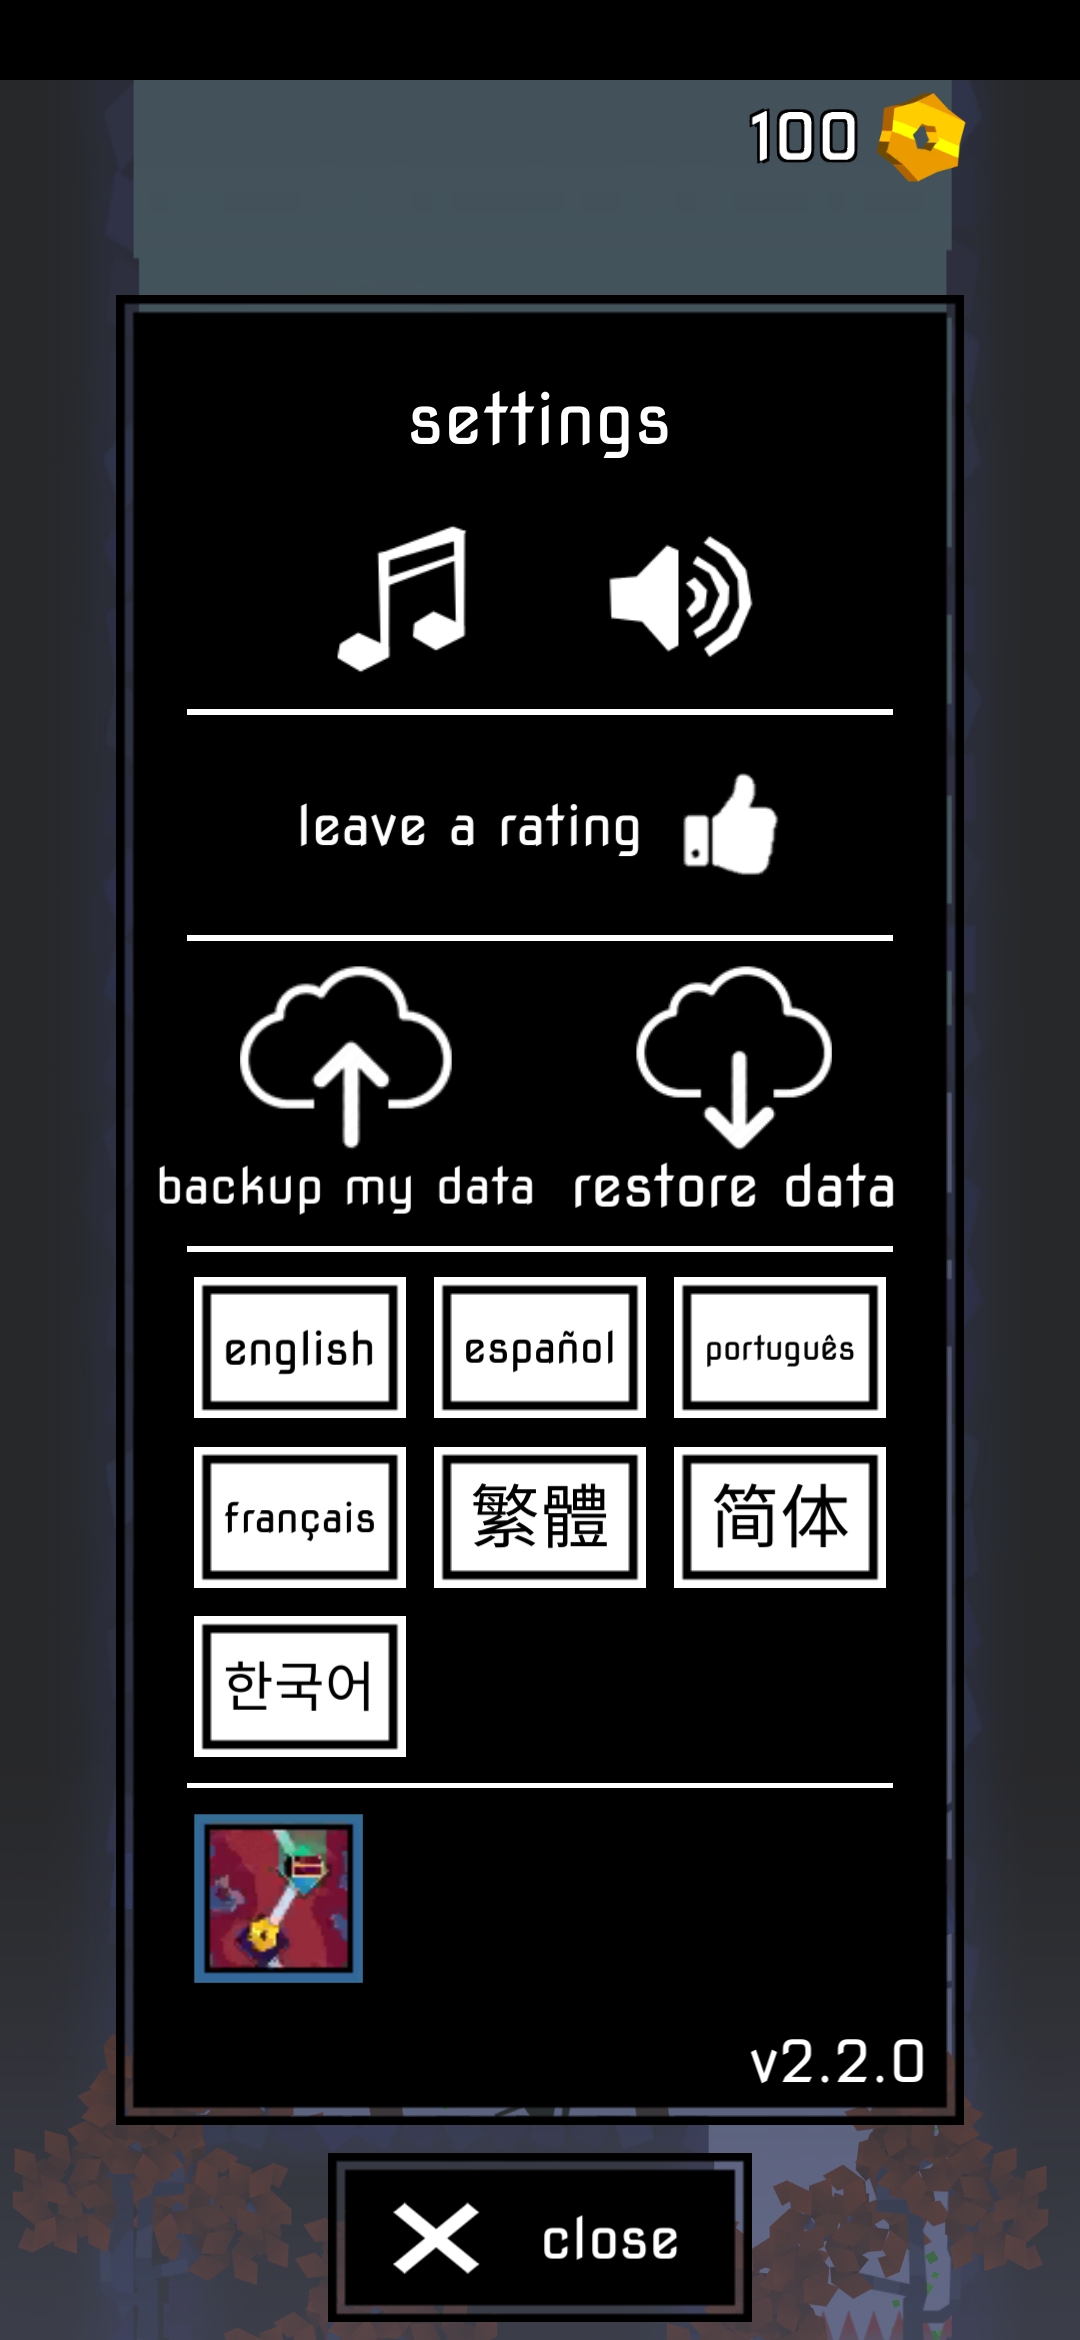 100
settings
leave a rating
backup my data restore data
english español português
français 繁體 简体
한국어
v2.2.0
close